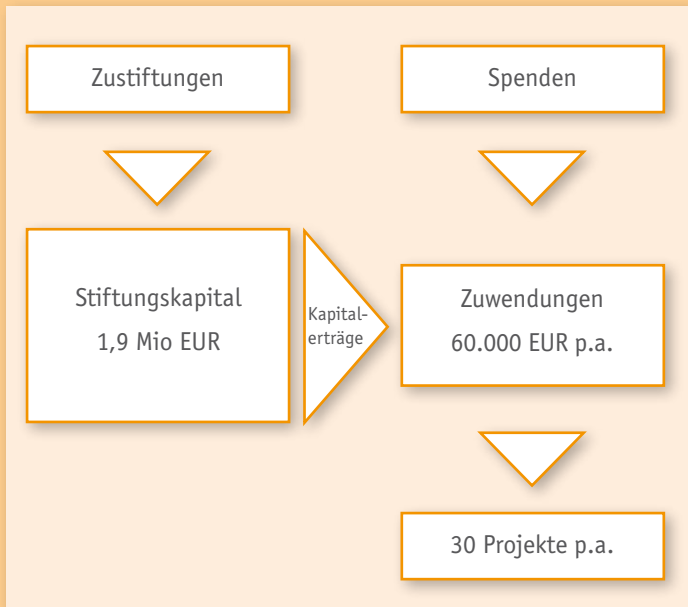 Zustiftungen
Spenden
Stiftungskapital
1,9 Mio EUR
Kapital-
erträge
Zuwendungen
60.000 EUR p.a.
30 Projekte p.a.